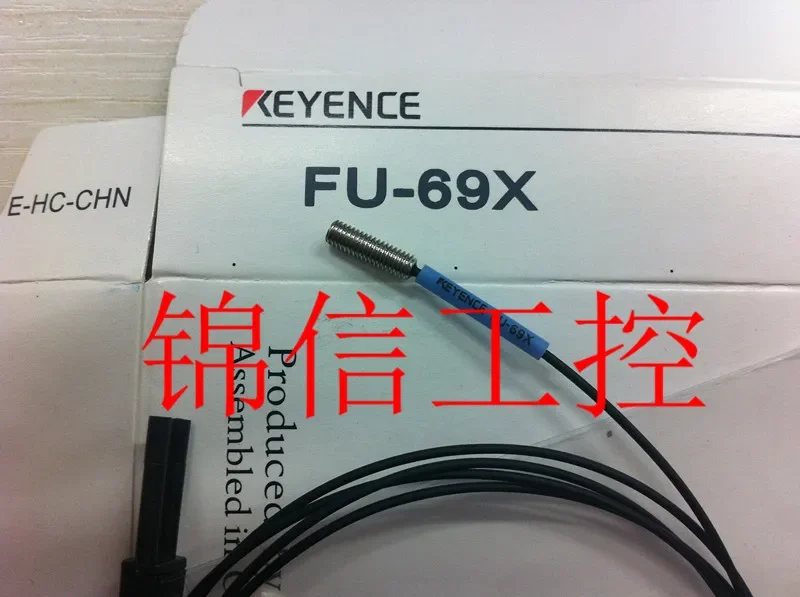 KEYENCE
FU-69X
E-HC-CHN
KEYENCE FU-69X
锦信工控
Produced
Assembled in